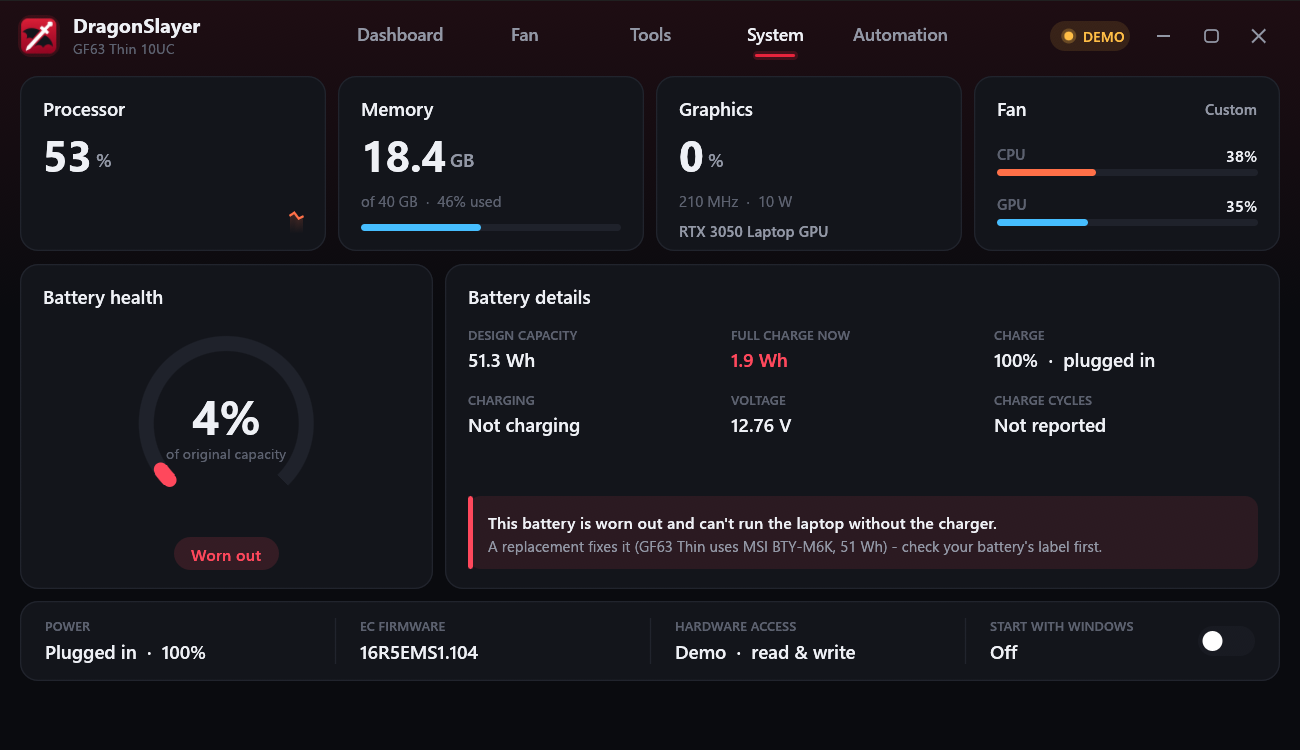 DragonSlayer
GF63 Thin 10UC
Dashboard
Fan
Tools
System
Automation
DEMO
Processor
53 %
Memory
18.4 GB
of 40 GB · 46% used
Graphics
0 %
210 MHz · 10 W
RTX 3050 Laptop GPU
Fan
Custom
CPU
38%
GPU
35%
Battery health
4%
of original capacity
Worn out
Battery details
DESIGN CAPACITY
51.3 Wh
FULL CHARGE NOW
1.9 Wh
CHARGE
100% · plugged in
CHARGING
Not charging
VOLTAGE
12.76 V
CHARGE CYCLES
Not reported
This battery is worn out and can't run the laptop without the charger.
A replacement fixes it (GF63 Thin uses MSI BTY-M6K, 51 Wh) - check your battery's label first.
POWER
Plugged in · 100%
EC FIRMWARE
16R5EMS1.104
HARDWARE ACCESS
Demo · read & write
START WITH WINDOWS
Off